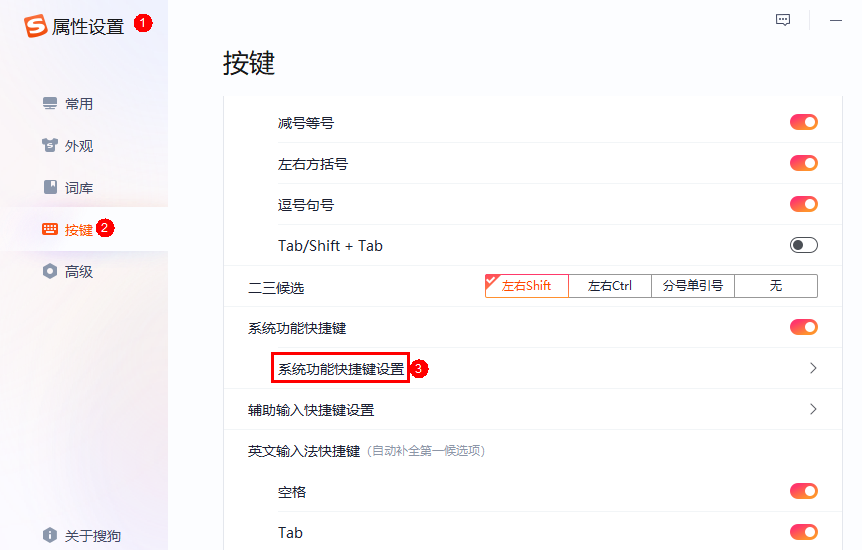 属性设置 1
常用
外观
词库
按键 2
高级
关于搜狗
按键
减号等号
左右方括号
逗号句号
Tab/Shift + Tab
二三候选 左右Shift 左右Ctrl 分号单引号 无
系统功能快捷键
系统功能快捷键设置 3
辅助输入快捷键设置
英文输入法快捷键 (自动补全第一候选项)
空格
Tab